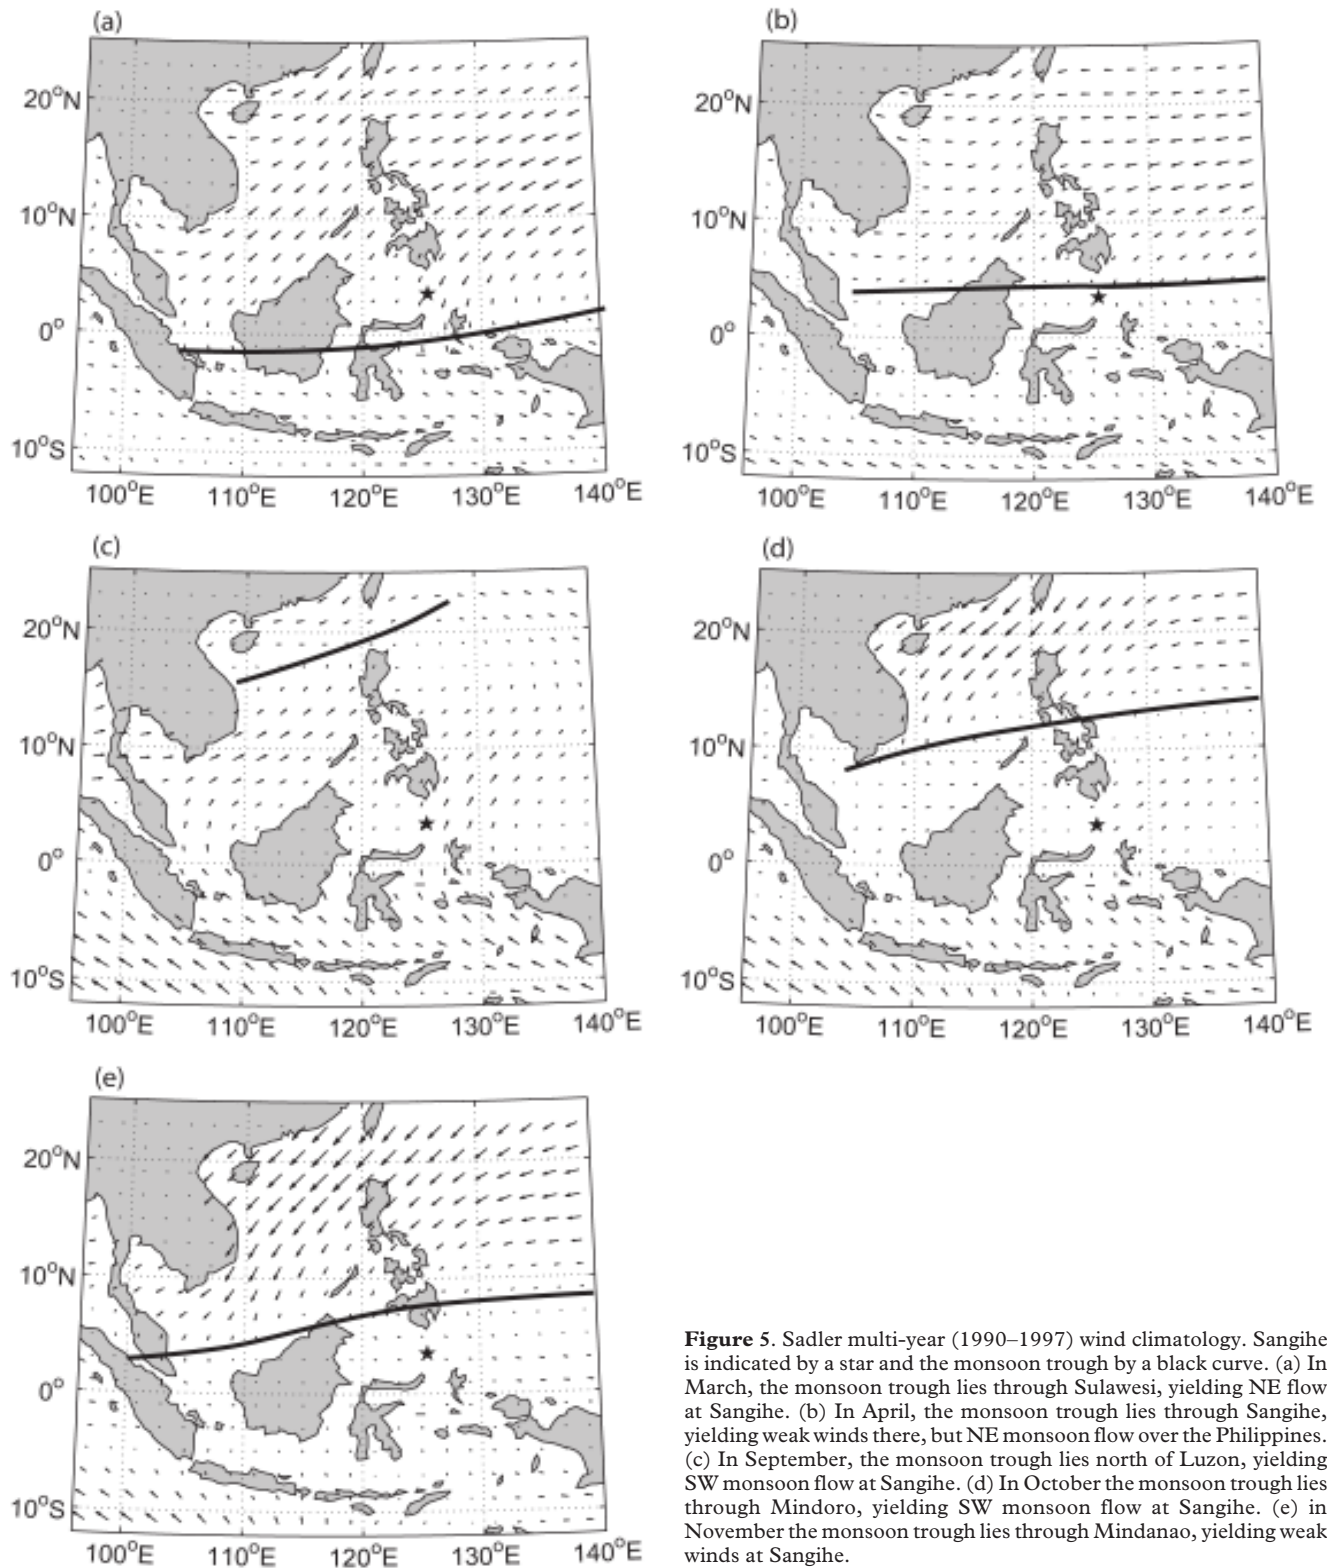 (a)
20°N
10°N
0°
10°S
100°E 110°E 120°E 130°E 140°E
(b)
20°N
10°N
0°
10°S
100°E 110°E 120°E 130°E 140°E
(c)
20°N
10°N
0°
10°S
100°E 110°E 120°E 130°E 140°E
(d)
20°N
10°N
0°
10°S
100°E 110°E 120°E 130°E 140°E
(e)
20°N
10°N
0°
10°S
100°E 110°E 120°E 130°E 140°E
Figure 5. Sadler multi-year (1990–1997) wind climatology. Sangihe
is indicated by a star and the monsoon trough by a black curve. (a) In
March, the monsoon trough lies through Sulawesi, yielding NE flow
at Sangihe. (b) In April, the monsoon trough lies through Sangihe,
yielding weak winds there, but NE monsoon flow over the Philippines.
(c) In September, the monsoon trough lies north of Luzon, yielding
SW monsoon flow at Sangihe. (d) In October the monsoon trough lies
through Mindoro, yielding SW monsoon flow at Sangihe. (e) in
November the monsoon trough lies through Mindanao, yielding weak
winds at Sangihe.